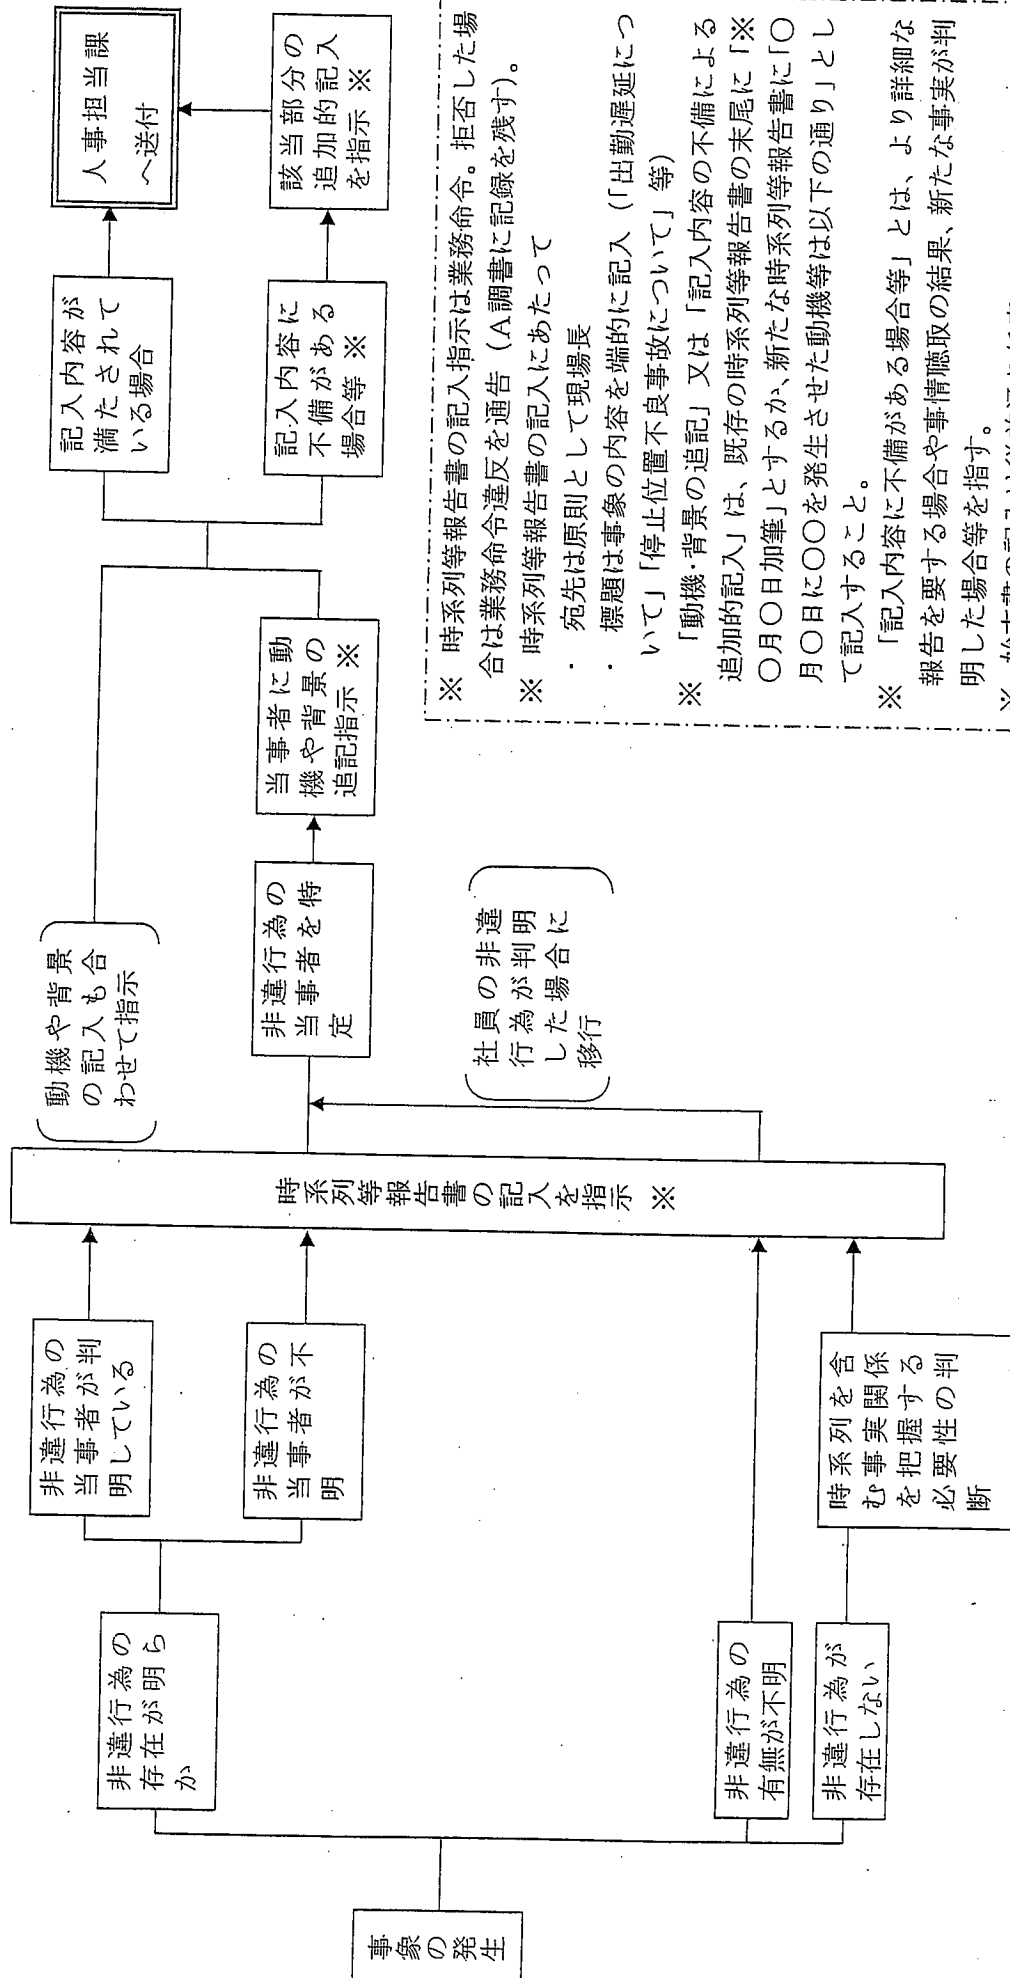 事象の発生
非違行為の
存在が明ら
か
非違行為の
有無が不明
非違行為が
存在しない
非違行為の
当事者が判
明している
非違行為の
当事者が不
明
時系列を含
む事実関係
を把握する
必要性の判
断
時系列等報告書の記入を指示 ※
動機や背景
の記入も合
わせて指示
非違行為の
当事者を特
定
社員の非違
行為が判明
した場合に
移行
当事者に動
機や背景の
追記指示 ※
記入内容が
満たされて
いる場合
記入内容に
不備がある
場合等 ※
人事担当課
へ送付
該当部分の
追加的記入
を指示 ※
※ 時系列等報告書の記入指示は業務命令。拒否した場
合は業務命令違反を通告（A調書に記録を残す）。
※ 時系列等報告書の記入にあたって
・ 宛先は原則として現場長
・ 標題は事象の内容を端的に記入（「出勤遅延につ
いて」「停止位置不良事故について」等）
※ 「動機・背景の追記」又は「記入内容の不備による
追加的記入」は、既存の時系列等報告書の末尾に「※
〇月〇日加筆」とするか、新たな時系列等報告書に「〇
月〇日に〇〇を発生させた動機等は以下の通り」とし
て記入すること。
※ 「記入内容に不備がある場合等」とは、より詳細な
報告を要する場合や事情聴取の結果、新たな事実が判
明した場合等を指す。